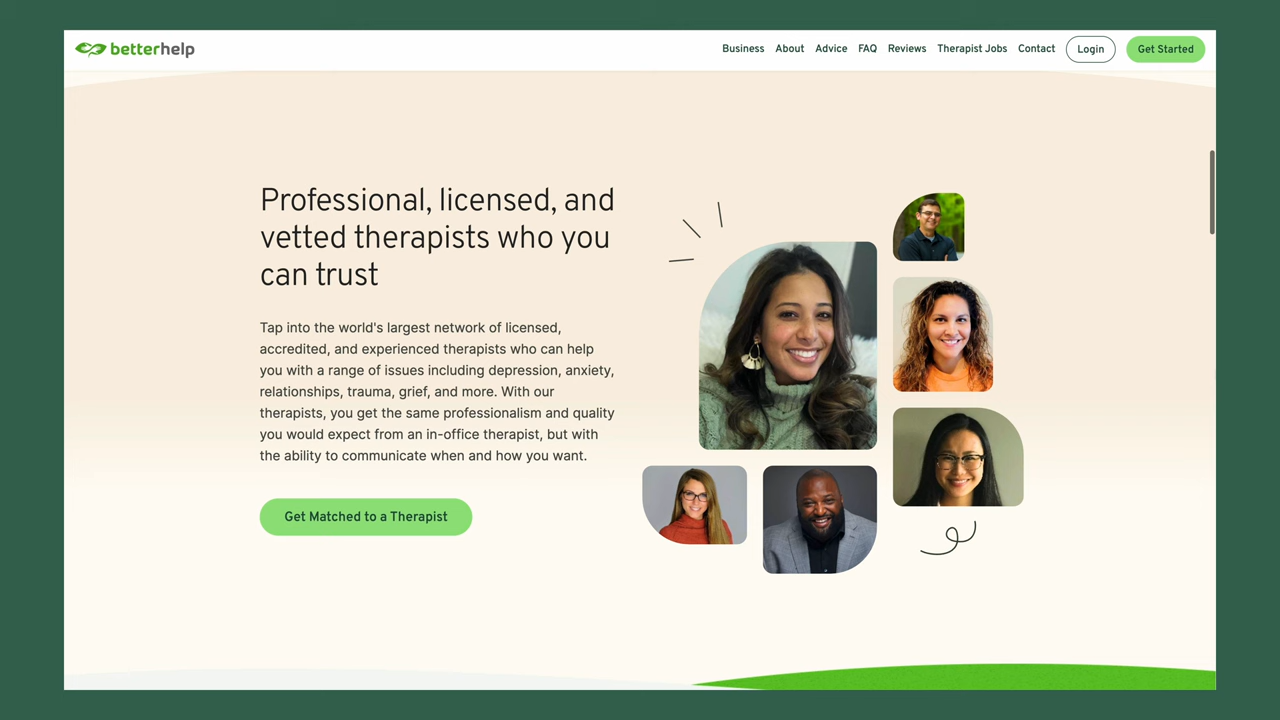 betterhelp
Business About Advice FAQ Reviews Therapist Jobs Contact Login Get Started
Professional, licensed, and
vetted therapists who you
can trust
Tap into the world's largest network of licensed,
accredited, and experienced therapists who can help
you with a range of issues including depression, anxiety,
relationships, trauma, grief, and more. With our
therapists, you get the same professionalism and quality
you would expect from an in-office therapist, but with
the ability to communicate when and how you want.
Get Matched to a Therapist